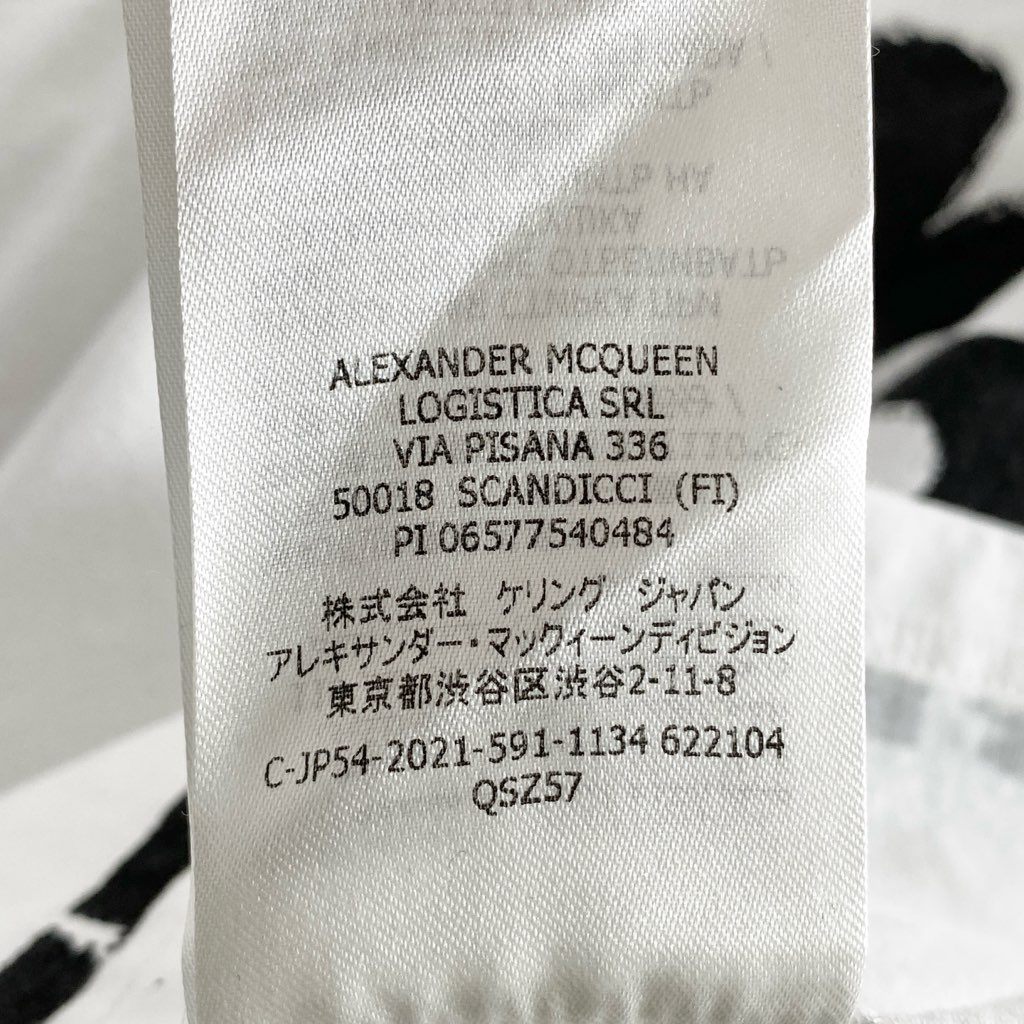 ALEXANDER MCQUEEN
LOGISTICA SRL
VIA PISANA 336
50018 SCANDICCI (FI)
PI 06577540484
株式会社 ケリング ジャパン
アレキサンダー・マックィーンディビジョン
東京都渋谷区渋谷2-11-8
C-JP54-2021-591-1134 622104
QSZ57